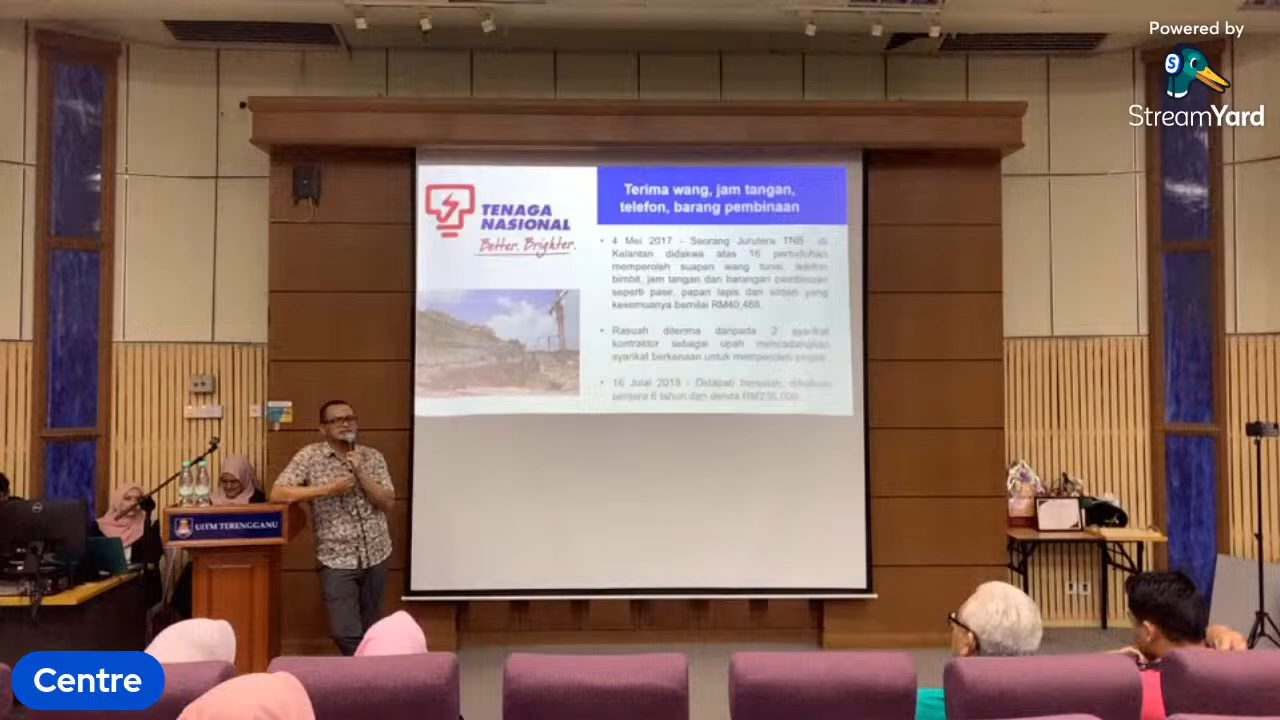 Powered by
StreamYard
TENAGA
NASIONAL
Better. Brighter.
Terima wang, jam tangan,
telefon, barang pembinaan
• 4 Mei 2017 - Seorang Jurutera TNB di
Kelantan didakwa atas 16 pertuduhan
memperoleh suapan wang tunai, telefon
bimbit, jam tangan dan barangan pembinaan
seperti pasir, papan lapis dan simen yang
kesemuanya bernilai RM40,468.
• Rasuah diterima daripada 2 syarikat
kontraktor sebagai upah mencadangkan
syarikat berkenaan untuk memperoleh projek.
• 16 Julai 2018 - Didapati bersalah,
penjara 6 tahun dan denda
UITM TERENGGANU
Centre